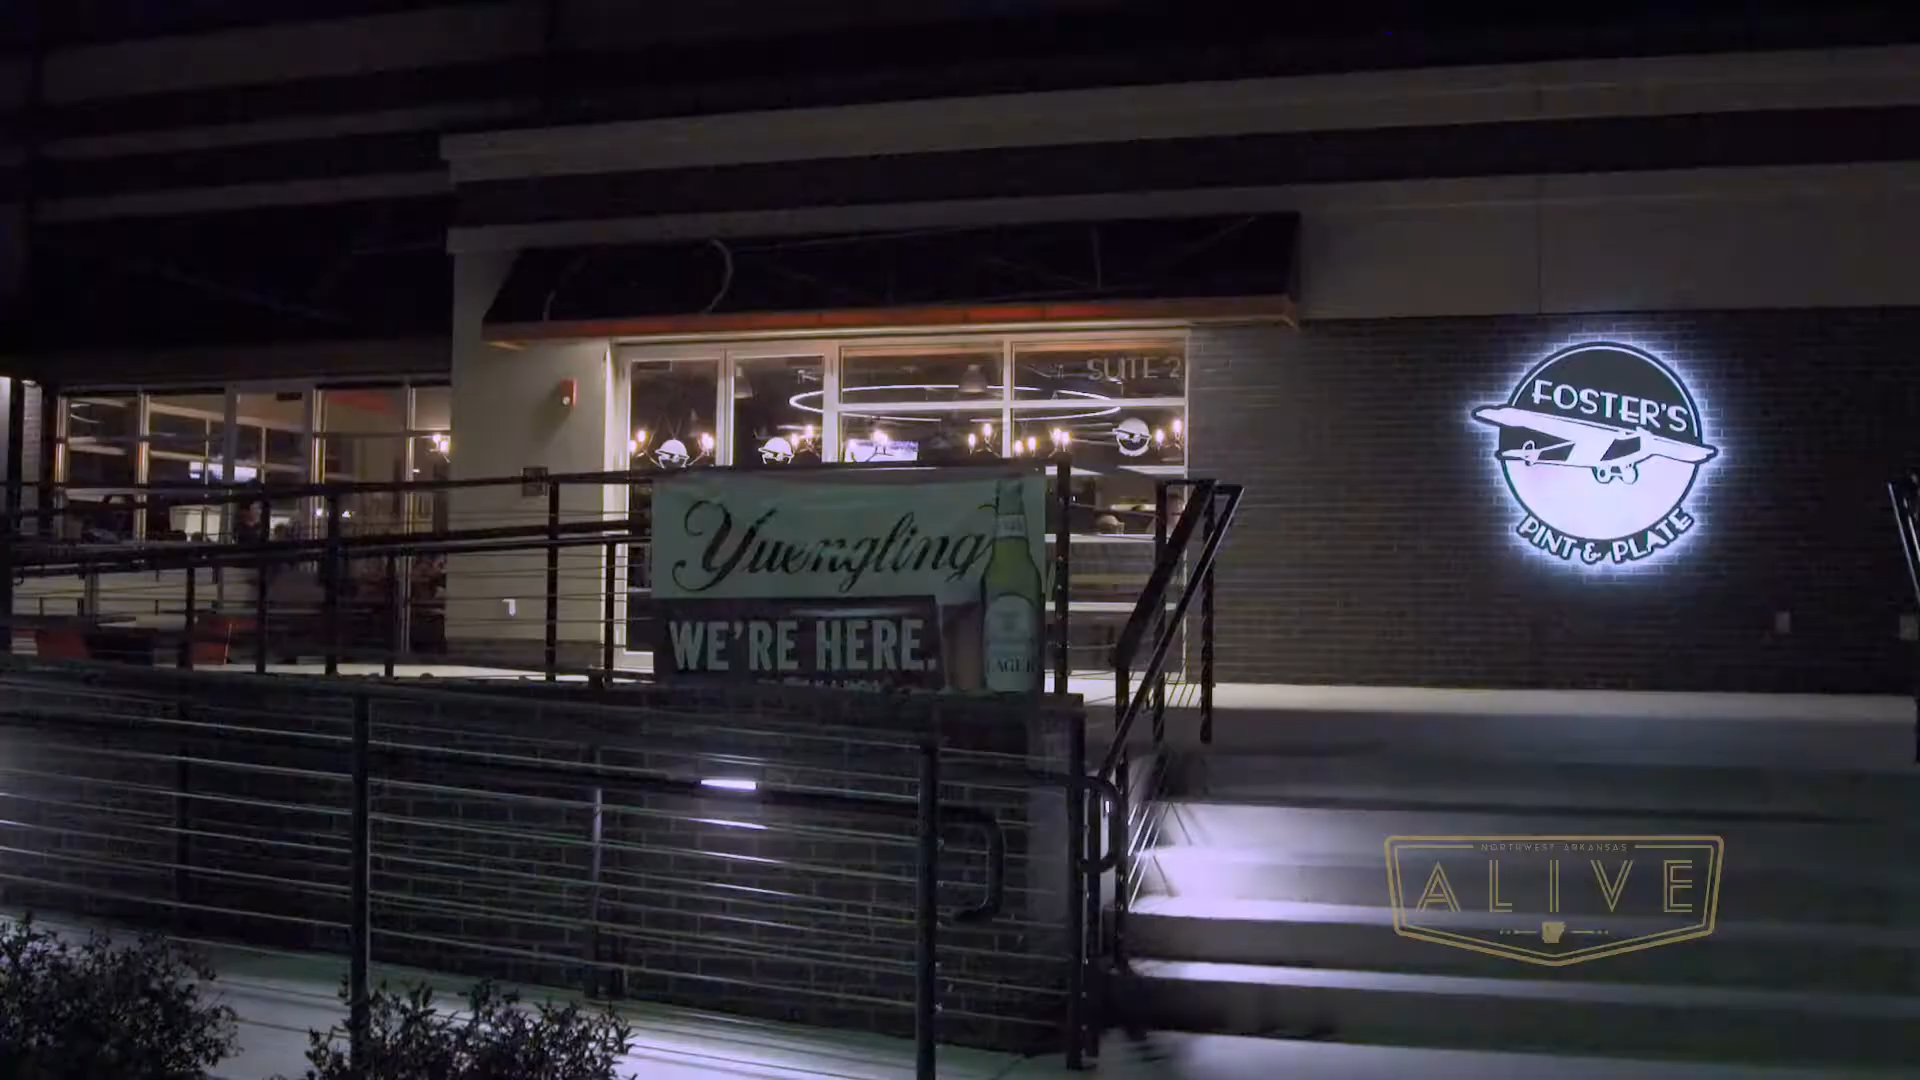 SUITE 2
FOSTER'S
PINT & PLATE
Yuengling
WE'RE HERE.
LAGER
NORTHWEST ARKANSAS
ALIVE